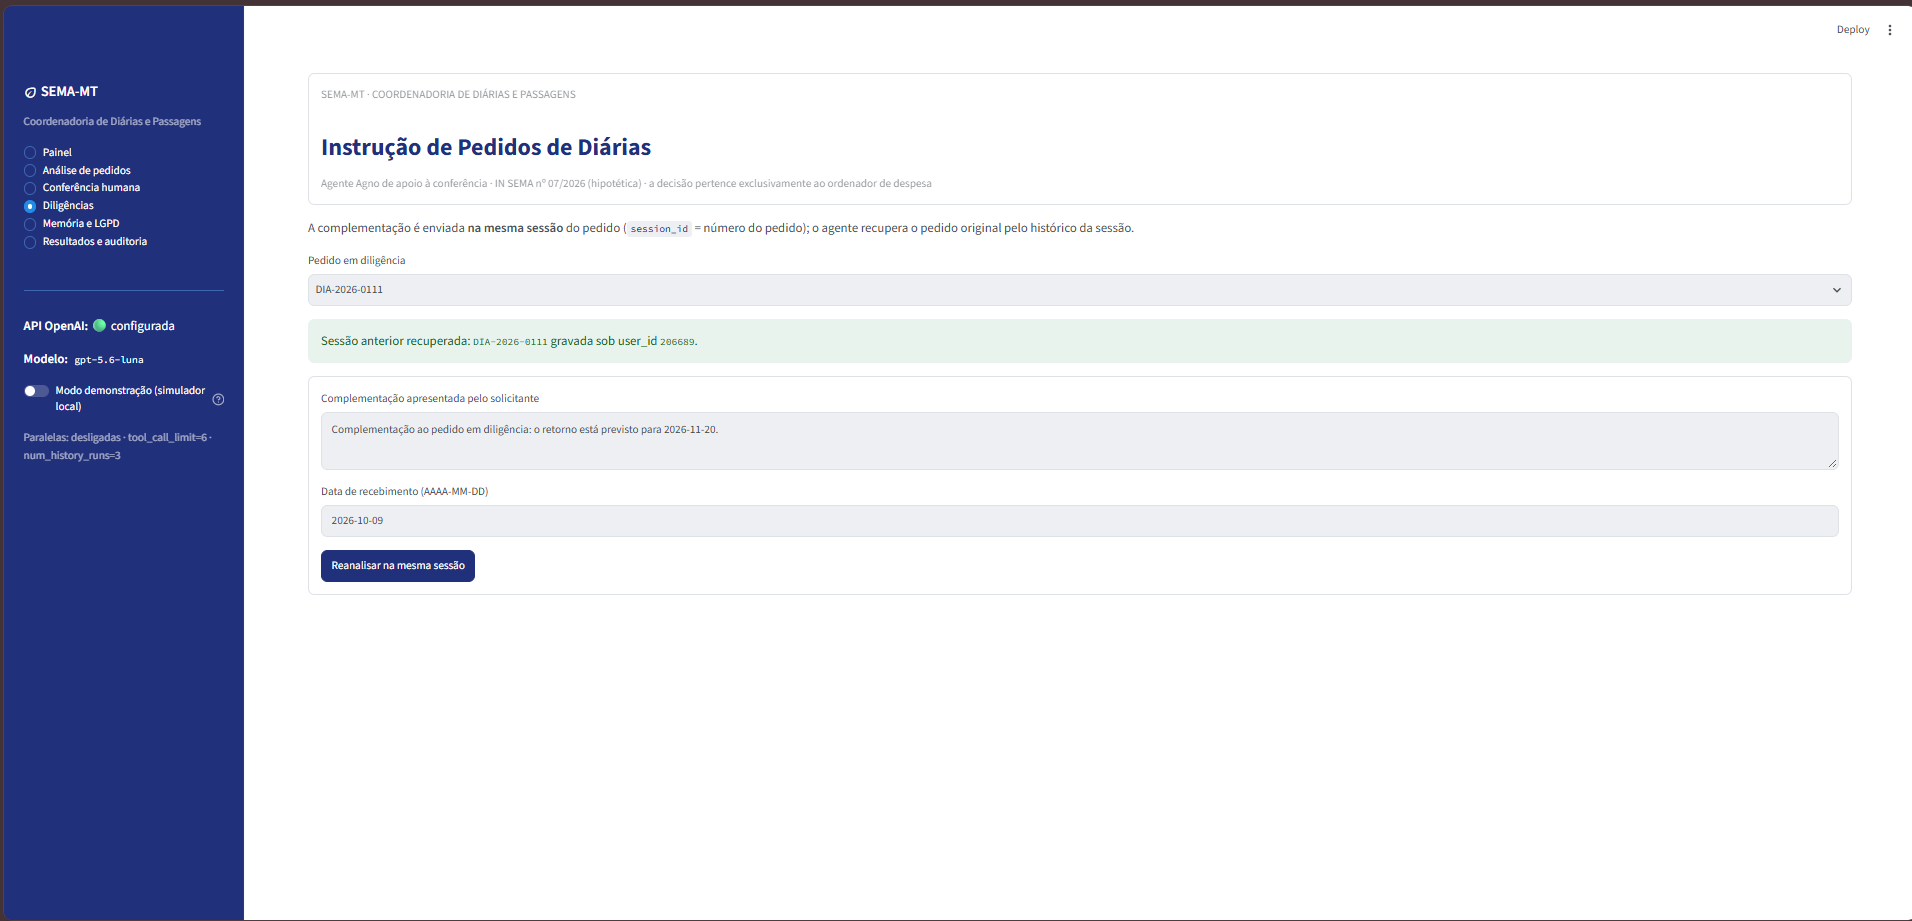 Deploy
SEMA-MT
Coordenadoria de Diárias e Passagens
Painel
Análise de pedidos
Conferência humana
Diligências
Memória e LGPD
Resultados e auditoria
API OpenAI: configurada
Modelo: gpt-5.6-luna
Modo demonstração (simulador
local)
Paralelas: desligadas · tool_call_limit=6 ·
num_history_runs=3
SEMA-MT · COORDENADORIA DE DIÁRIAS E PASSAGENS
Instrução de Pedidos de Diárias
Agente Agno de apoio à conferência · IN SEMA nº 07/2026 (hipotética) · a decisão pertence exclusivamente ao ordenador de despesa
A complementação é enviada na mesma sessão do pedido ( session_id = número do pedido); o agente recupera o pedido original pelo histórico da sessão.
Pedido em diligência
DIA-2026-0111
Sessão anterior recuperada: DIA-2026-0111 gravada sob user_id 206689.
Complementação apresentada pelo solicitante
Complementação ao pedido em diligência: o retorno está previsto para 2026-11-20.
Data de recebimento (AAAA-MM-DD)
2026-10-09
Reanalisar na mesma sessão